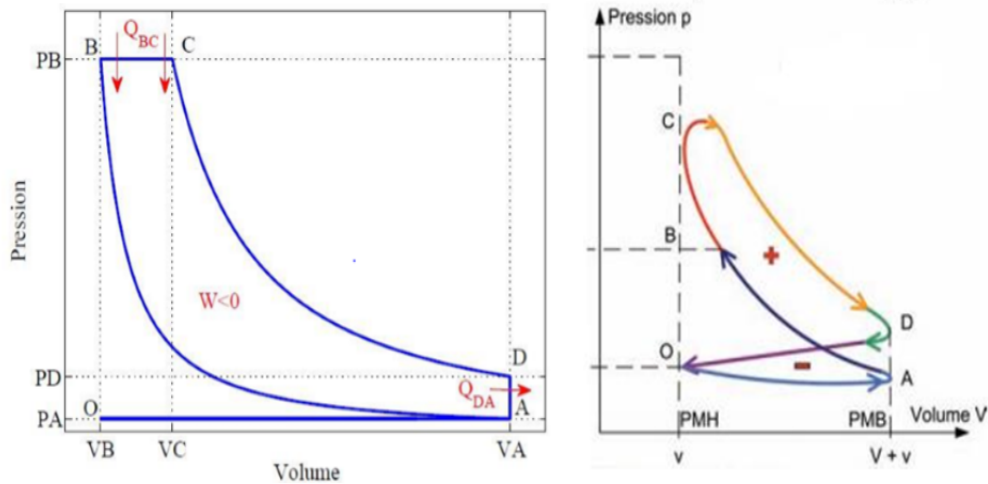 Q BC
B
C
PB
Pression
W<0
D
PD
Q DA
O
A
PA
VB
VC
VA
Volume
Pression p
C
B
+
D
O
-
A
PMH
PMB
Volume V
v
V + v